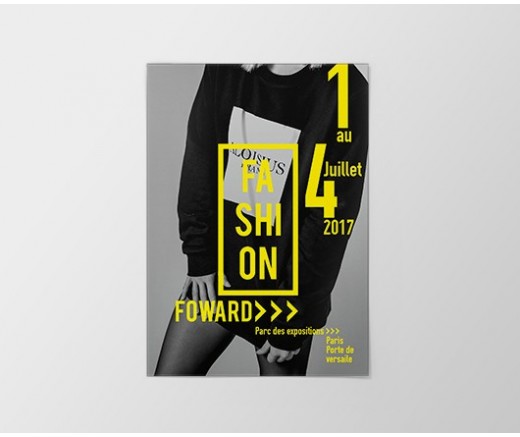 1
au
4
Juillet
2017
FA
SHI
ON
FOWARD>>>
Parc des expositions >>>
Paris
Porte de
versaile